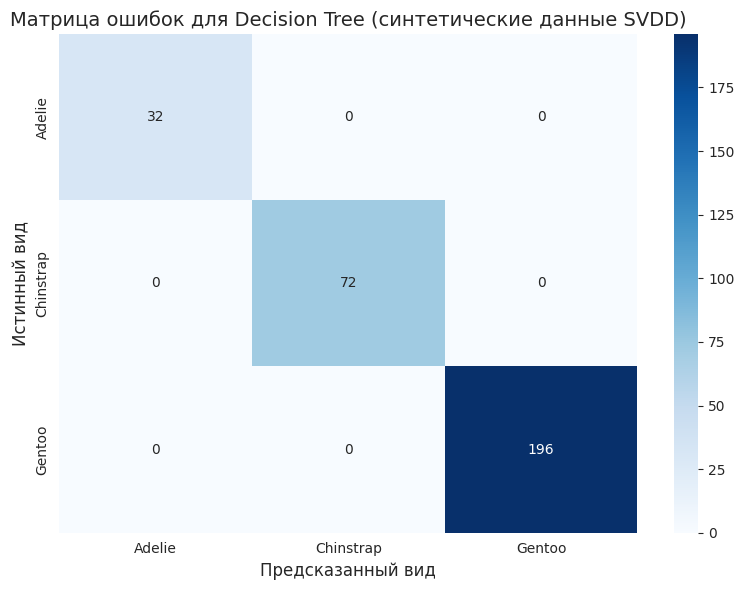 Матрица ошибок для Decision Tree (синтетические данные SVDD)
Истинный вид
Adelie
Chinstrap
Gentoo
32 0 0
0 72 0
0 0 196
Adelie Chinstrap Gentoo
Предсказанный вид
175
150
125
100
75
50
25
0